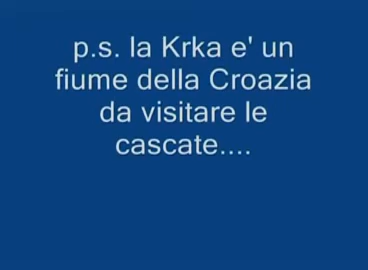 p.s. la Krka e' un
fiume della Croazia
da visitare le
cascate....